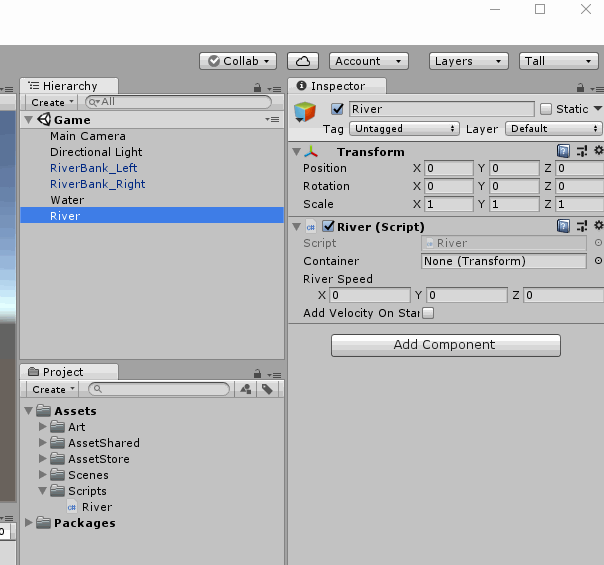 Collab Account Layers Tall
Hierarchy
Create All
Game
Main Camera
Directional Light
RiverBank_Left
RiverBank_Right
Water
River
Project
Create
Assets
Art
AssetShared
AssetStore
Scenes
Scripts
River
Packages
0
Inspector
River Static
Tag Untagged Layer Default
Transform
Position X 0 Y 0 Z 0
Rotation X 0 Y 0 Z 0
Scale X 1 Y 1 Z 1
River (Script)
Script River
Container None (Transform)
River Speed
X 0 Y 0 Z 0
Add Velocity On Star
Add Component